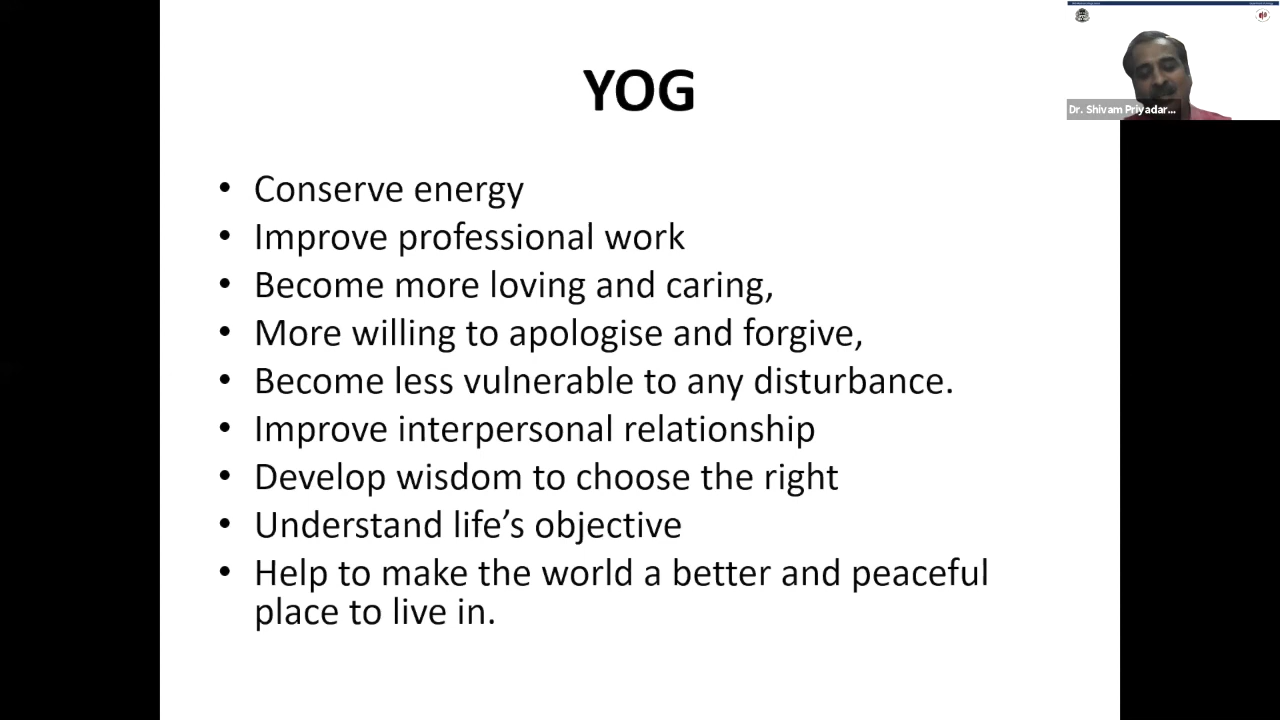 YOG
Dr. Shivam Priyadar...
• Conserve energy
• Improve professional work
• Become more loving and caring,
• More willing to apologise and forgive,
• Become less vulnerable to any disturbance.
• Improve interpersonal relationship
• Develop wisdom to choose the right
• Understand life’s objective
• Help to make the world a better and peaceful
place to live in.